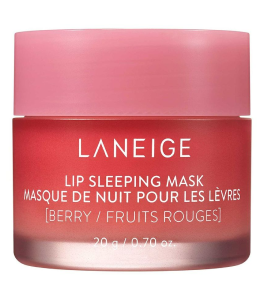 LANEIGE
LIP SLEEPING MASK
MASQUE DE NUIT POUR LES LÈVRES
[BERRY / FRUITS ROUGES]
20 g / 0.70 oz.